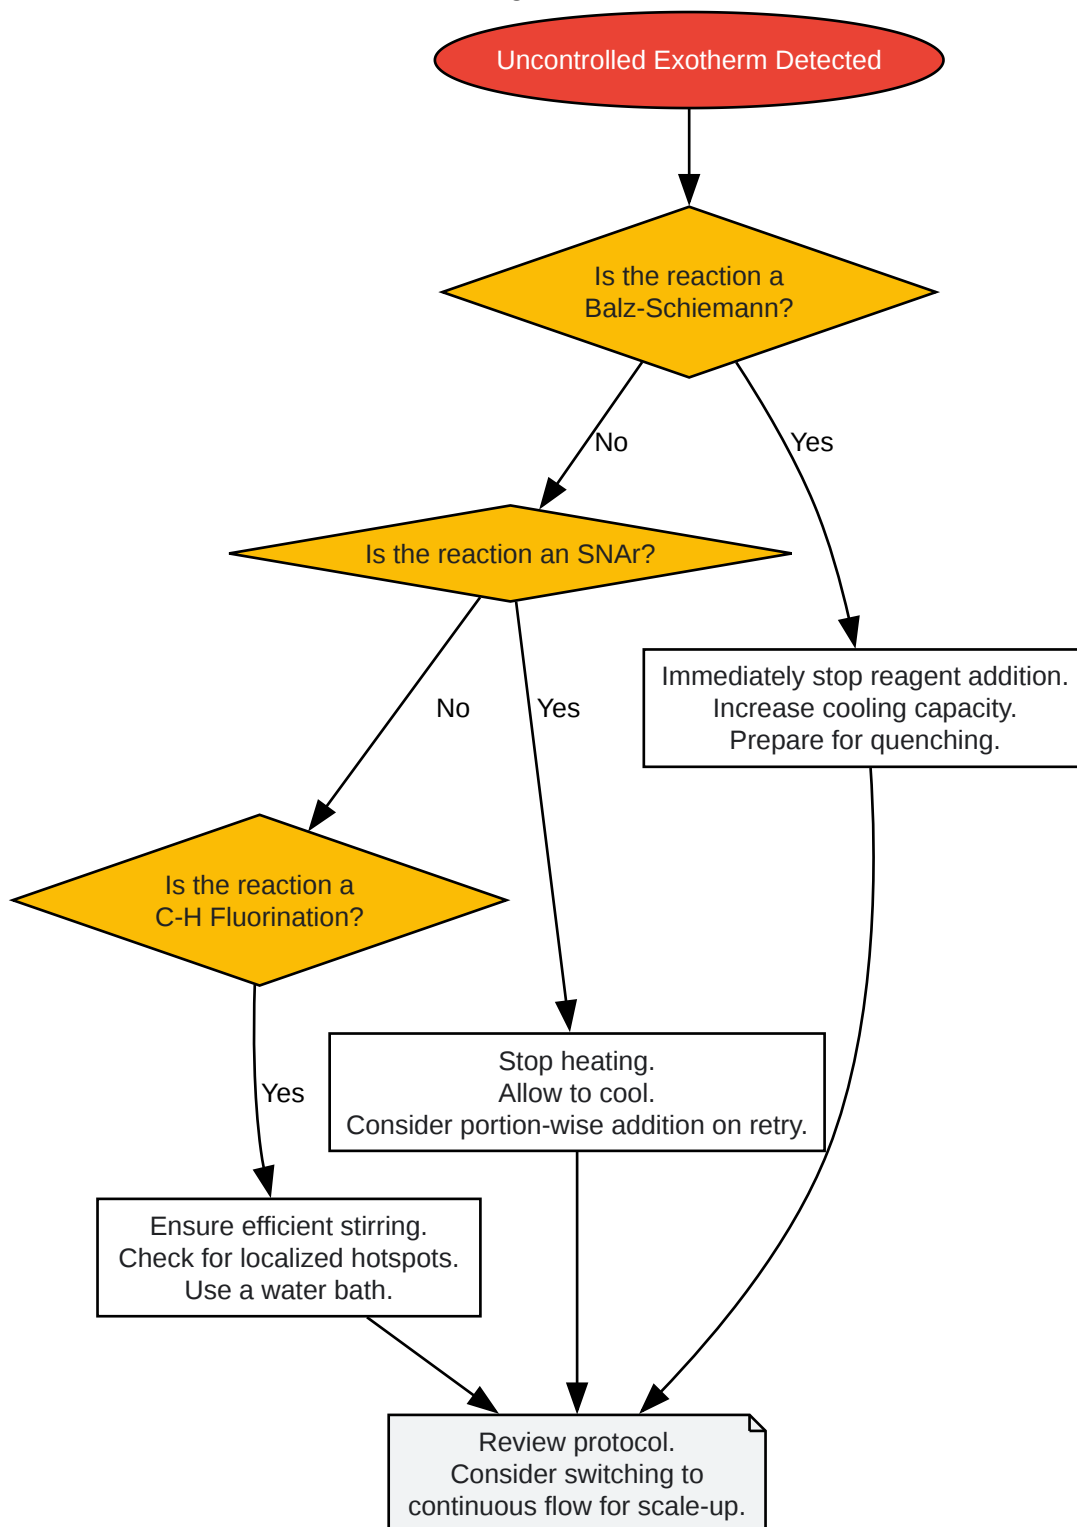 Uncontrolled Exotherm Detected
Is the reaction a
Balz-Schiemann?
No
Yes
Is the reaction an SNAr?
Immediately stop reagent addition.
Increase cooling capacity.
Prepare for quenching.
No
Yes
Is the reaction a
C-H Fluorination?
Stop heating.
Allow to cool.
Consider portion-wise addition on retry.
Yes
Ensure efficient stirring.
Check for localized hotspots.
Use a water bath.
Review protocol.
Consider switching to
continuous flow for scale-up.